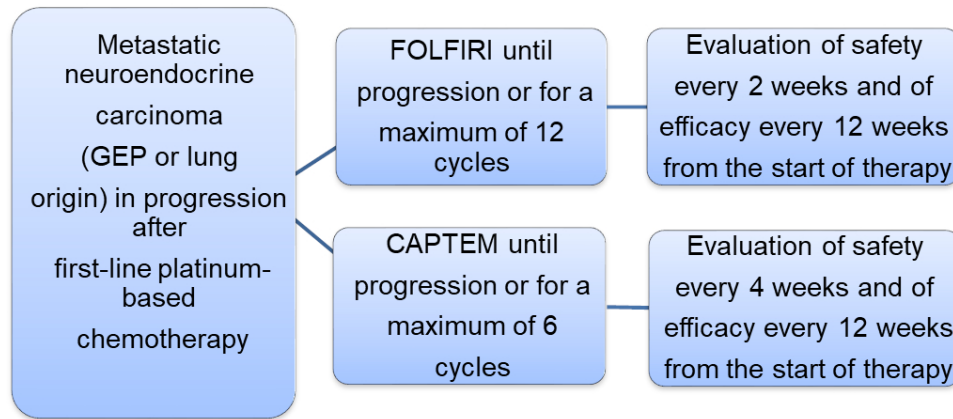 Metastatic
neuroendocrine
carcinoma
(GEP or lung
origin) in progression
after
first-line platinum-
based
chemotherapy
FOLFIRI until
progression or for a
maximum of 12
cycles
Evaluation of safety
every 2 weeks and of
efficacy every 12 weeks
from the start of therapy
CAPTEM until
progression or for a
maximum of 6
cycles
Evaluation of safety
every 4 weeks and of
efficacy every 12 weeks
from the start of therapy